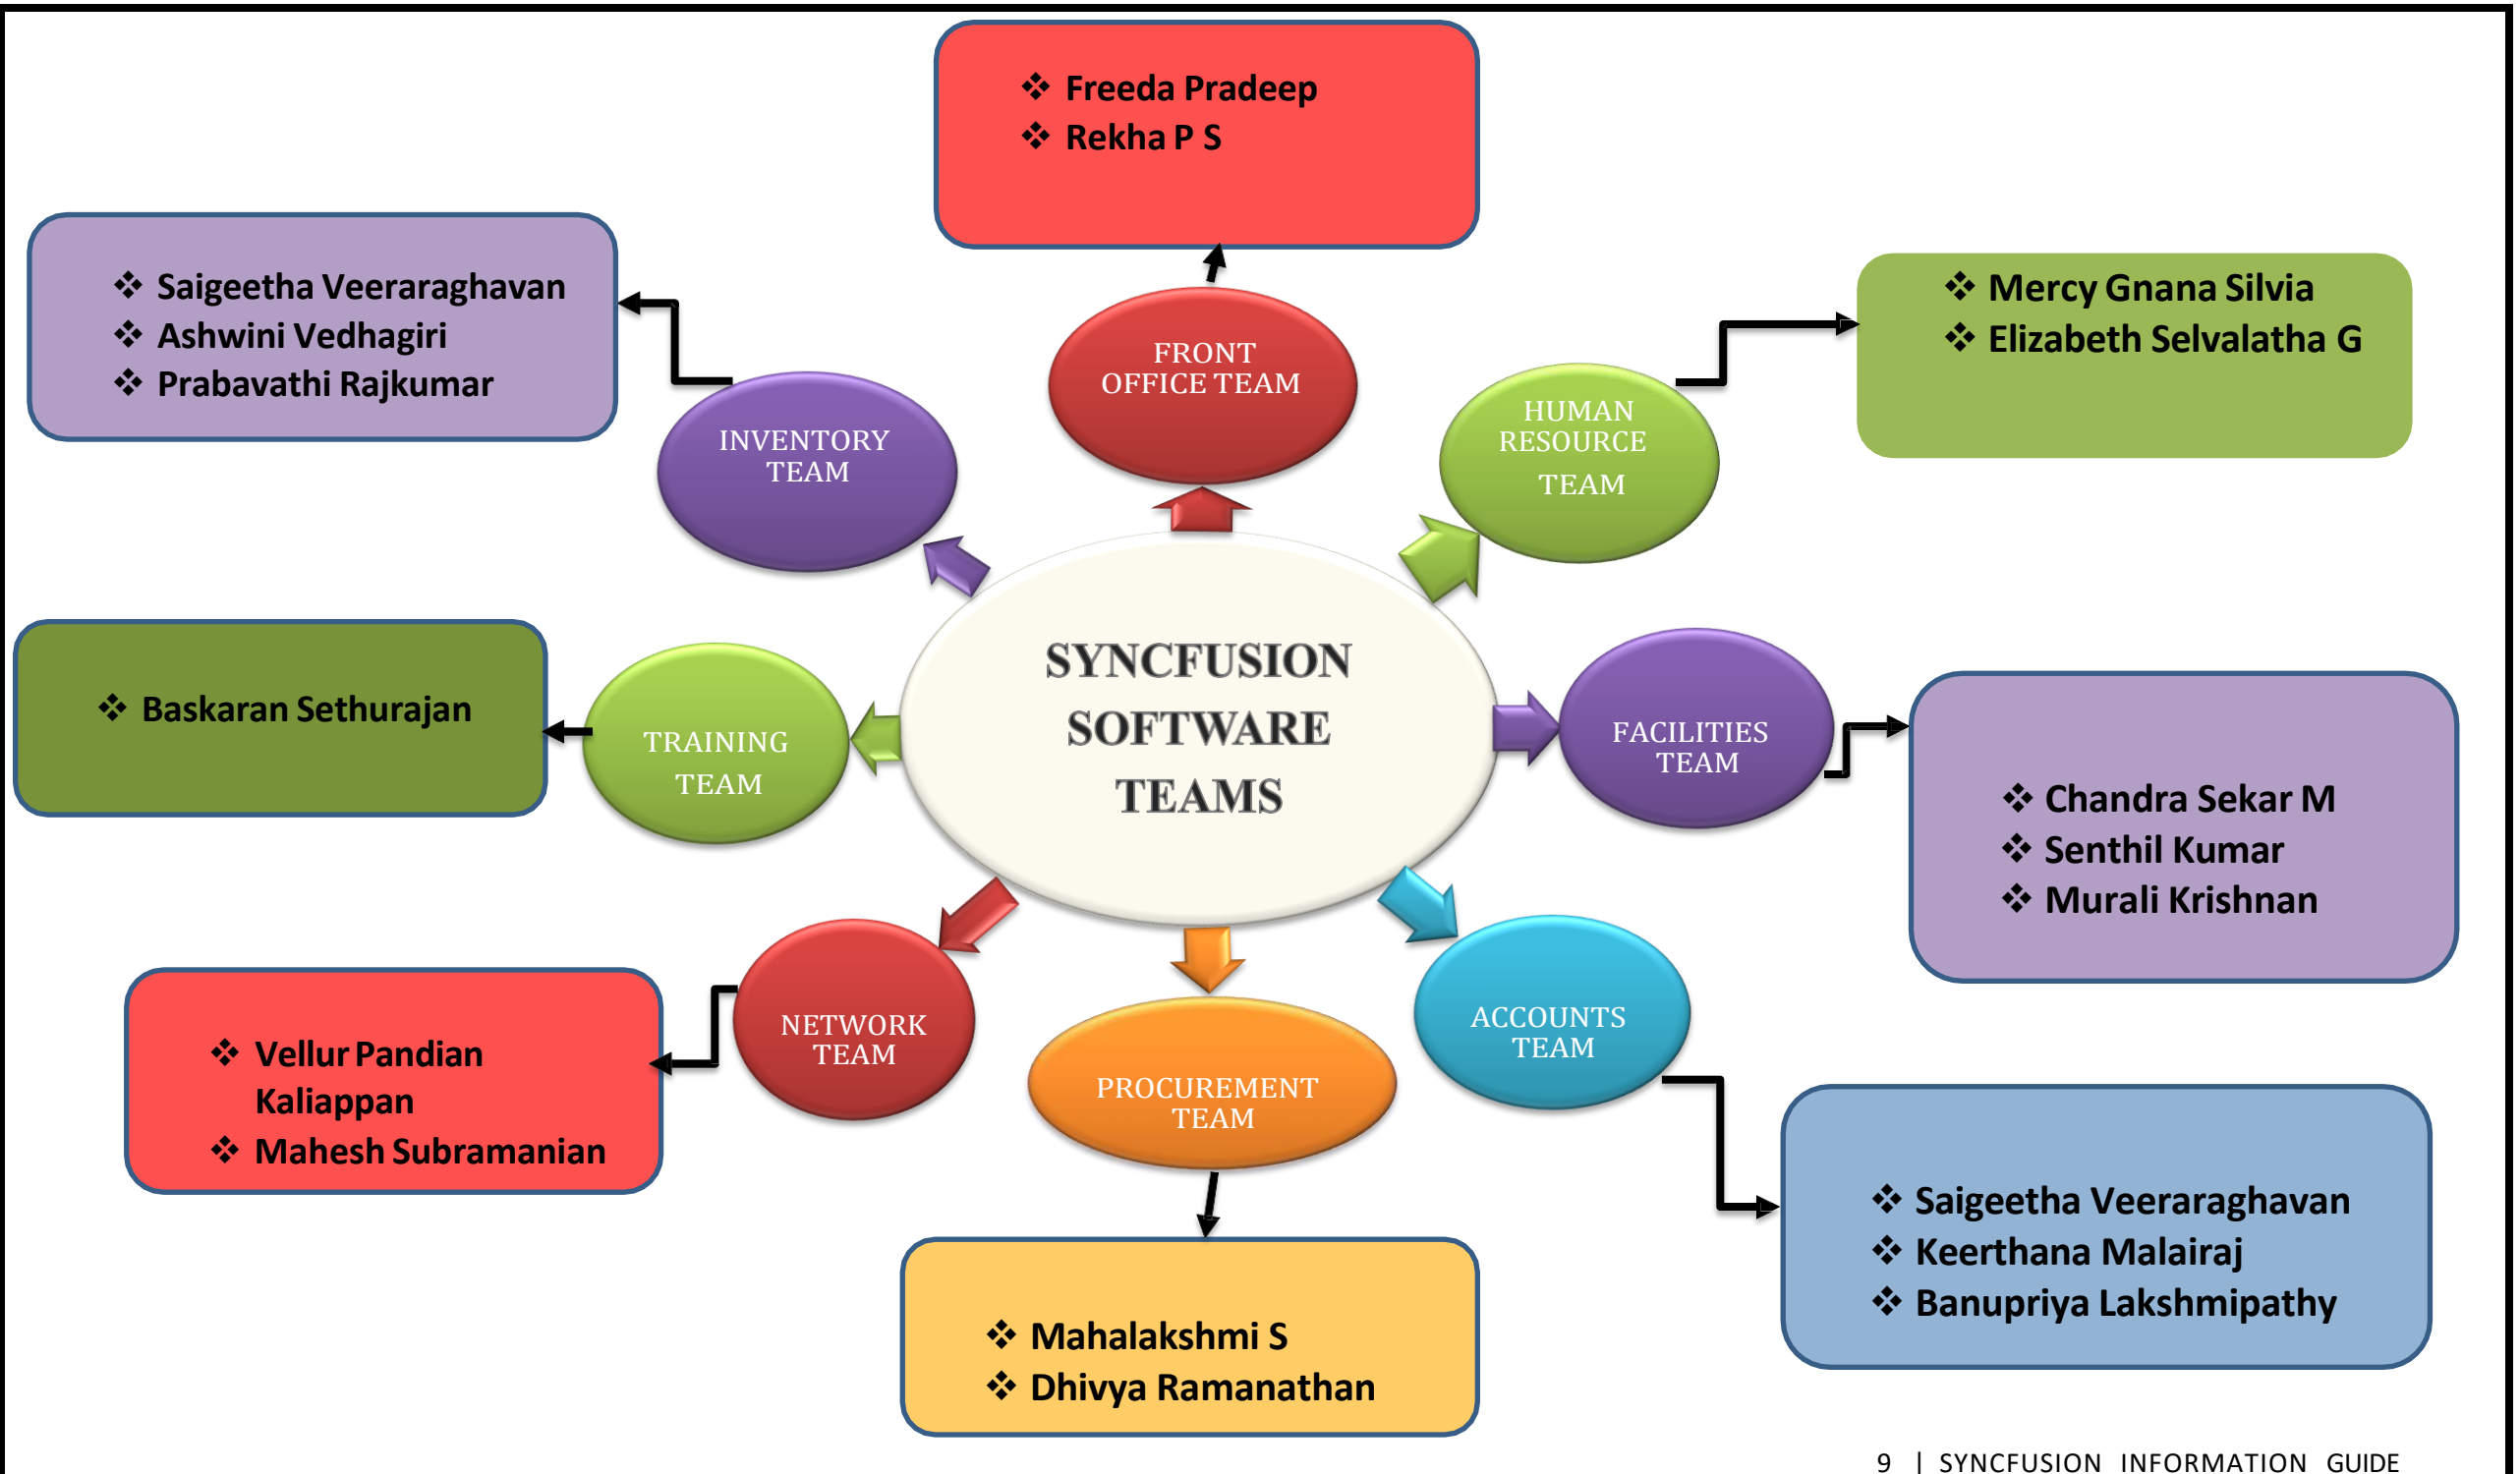 ❖ Freeda Pradeep
❖ Rekha P S
❖ Saigeetha Veeraraghavan
❖ Ashwini Vedhagiri
❖ Prabavathi Rajkumar
❖ Mercy Gnana Silvia
❖ Elizabeth Selvalatha G
FRONT
OFFICE TEAM
HUMAN
RESOURCE
TEAM
INVENTORY
TEAM
SYNCFUSION
SOFTWARE
TEAMS
❖ Baskaran Sethurajan
TRAINING
TEAM
FACILITIES
TEAM
❖ Chandra Sekar M
❖ Senthil Kumar
❖ Murali Krishnan
NETWORK
TEAM
❖ Vellur Pandian
Kaliappan
❖ Mahesh Subramanian
PROCUREMENT
TEAM
ACCOUNTS
TEAM
❖ Saigeetha Veeraraghavan
❖ Keerthana Malairaj
❖ Banupriya Lakshmipathy
❖ Mahalakshmi S
❖ Dhivya Ramanathan
9 | SYNCFUSION INFORMATION GUIDE